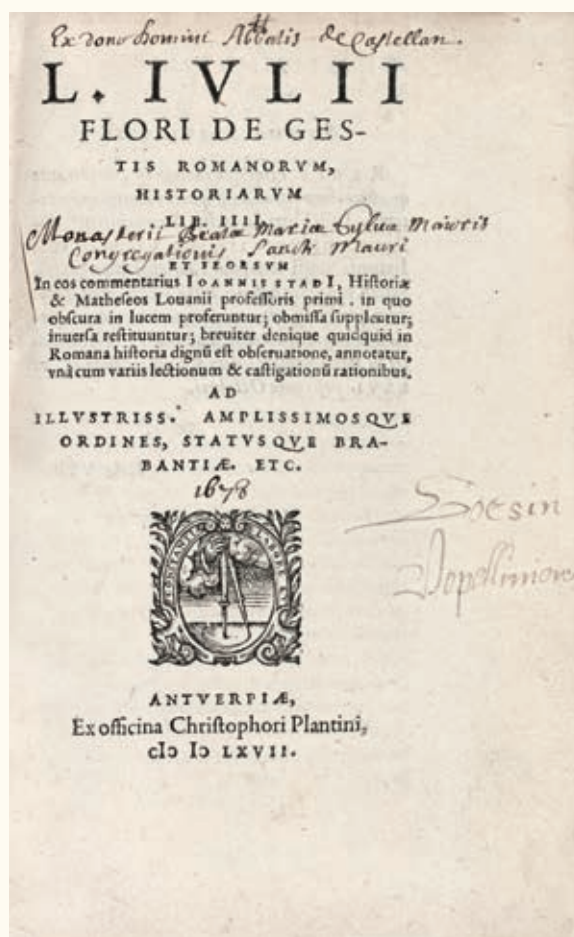 Ex dono Domini Abbatis de Castellan.
L. IVLII
FLORI DE GES-
TIS ROMANORVM,
HISTORIARVM
LIB. IIII.
Monasterii Beatæ Mariæ Sylvæ Maioris
Congregationis Sancti Mauri
ET SEORSVM
In eos commentarius IOANNIS STADI, Historiæ
& Matheseos Louanii professoris primi. in quo
obscura in lucem proferuntur; obmissa supplentur;
inuersa restituuntur; breuiter denique quidquid in
Romana historia dignũ est obseruatione, annotatur,
vnà cum variis lectionum & castigationũ rationibus.
AD
ILLVSTRISS. AMPLISSIMOSQVE
ORDINES, STATVSQVE BRA-
BANTIÆ. ETC.
1678
CONSTANTIA LABORE ET
ANTVERPIÆ,
Ex officina Christophori Plantini,
cIↄ Iↄ LXVII.